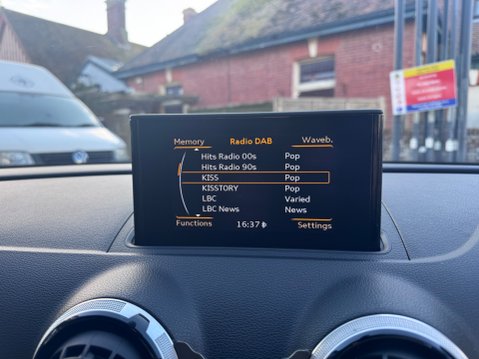 Memory Radio DAB Waveb.
Hits Radio 00s Pop
Hits Radio 90s Pop
KISS Pop
KISSTORY Pop
LBC Varied
LBC News News
Functions 16:37 Settings